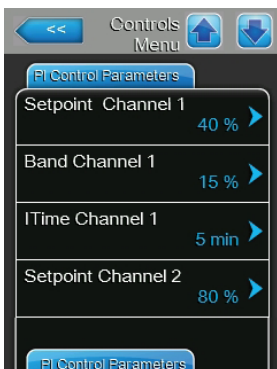 <<
Controls
Menu
PI Control Parameters
Setpoint Channel 1
40 %
Band Channel 1
15 %
ITime Channel 1
5 min
Setpoint Channel 2
80 %
PI Control Parameters